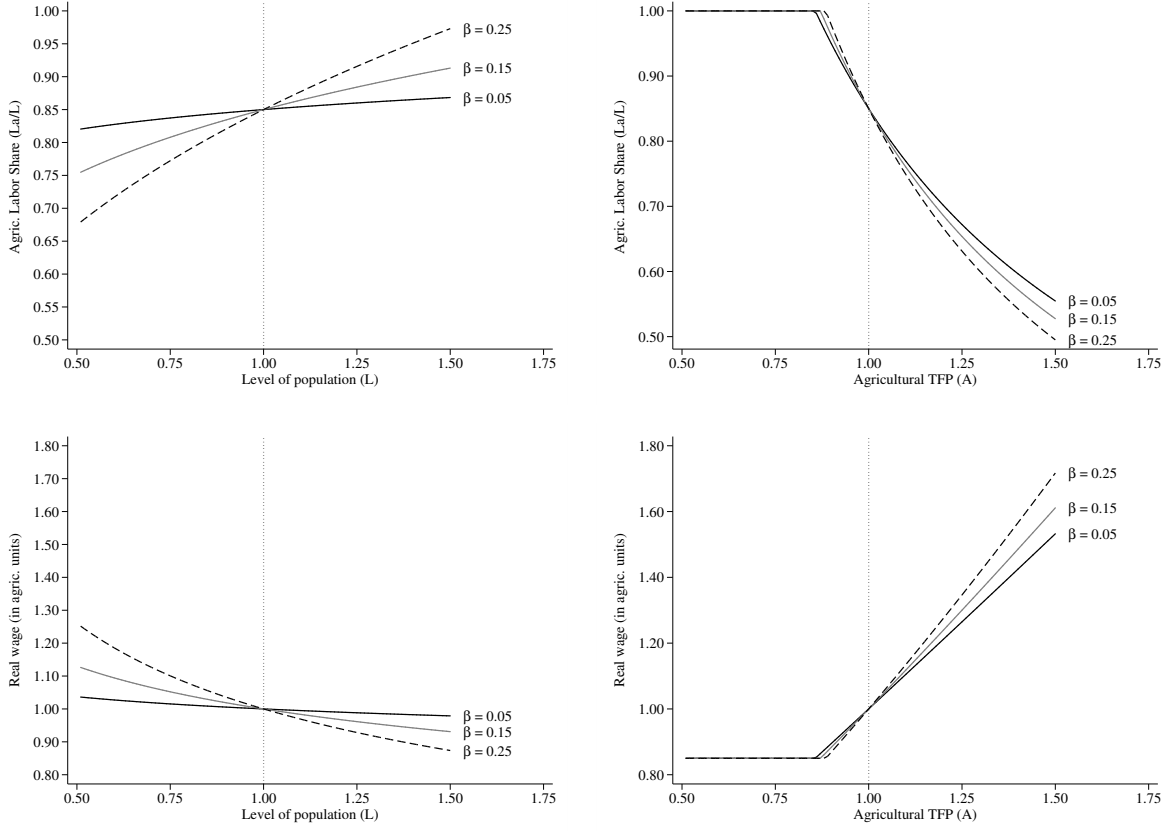 Agric. Labor Share (La/L)
1.00
0.95
0.90
0.85
0.80
0.75
0.70
0.65
0.60
0.55
0.50
β = 0.25
β = 0.15
β = 0.05
0.50 0.75 1.00 1.25 1.50 1.75
Level of population (L)
Agric. Labor Share (La/L)
1.00
0.90
0.80
0.70
0.60
0.50
β = 0.05
β = 0.15
β = 0.25
0.50 0.75 1.00 1.25 1.50 1.75
Agricultural TFP (A)
Real wage (in agric. units)
1.80
1.70
1.60
1.50
1.40
1.30
1.20
1.10
1.00
0.90
0.80
β = 0.05
β = 0.15
β = 0.25
0.50 0.75 1.00 1.25 1.50 1.75
Level of population (L)
Real wage (in agric. units)
1.80
1.60
1.40
1.20
1.00
0.80
β = 0.25
β = 0.15
β = 0.05
0.50 0.75 1.00 1.25 1.50 1.75
Agricultural TFP (A)